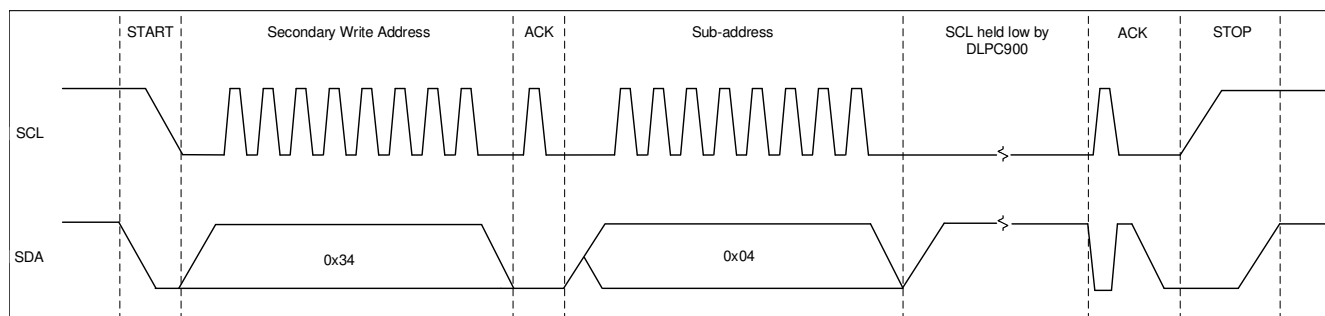 START
Secondary Write Address
ACK
Sub-address
SCL held low by
DLPC900
ACK
STOP
SCL
SDA
0x34
0x04